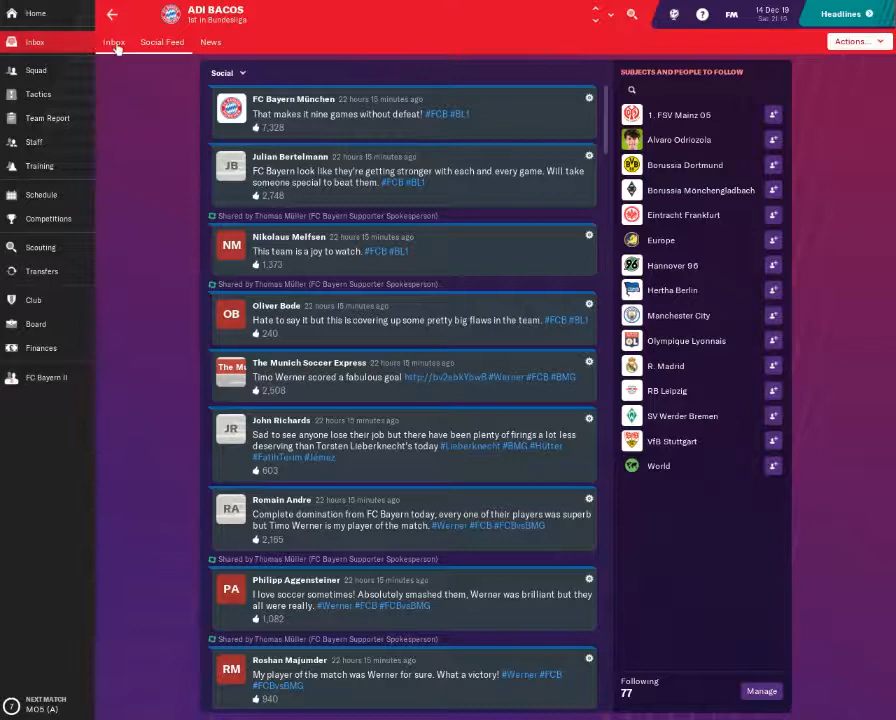 Home
ADI BACOS
1st in Bundesliga
FM
14 Dec 19
Headlines
Inbox
Inbox
Social Feed
News
Actions...
Squad
Tactics
Team Report
Staff
Training
Schedule
Competitions
Scouting
Transfers
Club
Board
Finances
FC Bayern II
7
NEXT MATCH
M05 (A)
Social
FC Bayern München 22 hours 15 minutes ago
That makes it nine games without defeat! #FCB #BL1
7,328
JB
Julian Bertelmann 22 hours 15 minutes ago
FC Bayern look like they're getting stronger with each and every game. Will take
someone special to beat them. #FCB #BL1
2,748
Shared by Thomas Müller (FC Bayern Supporter Spokesperson)
NM
Nikolaus Melfsen 22 hours 15 minutes ago
This team is a joy to watch. #FCB #BL1
1,373
Shared by Thomas Müller (FC Bayern Supporter Spokesperson)
OB
Oliver Bode 22 hours 15 minutes ago
Hate to say it but this is covering up some pretty big flaws in the team. #FCB #BL1
240
The Mu
The Munich Soccer Express 22 hours 15 minutes ago
Timo Werner scored a fabulous goal #Werner #FCB #BMG
2,508
JR
John Richards 22 hours 15 minutes ago
Sad to see anyone lose their job but there have been plenty of firings a lot less
deserving than Torsten Lieberknecht's today #Lieberknecht #BMG #Hütter
#FatihTerim #Jémez
603
RA
Romain Andre 22 hours 15 minutes ago
Complete domination from FC Bayern today, every one of their players was superb
but Timo Werner is my player of the match. #Werner #FCB #FCBvsBMG
2,165
Shared by Thomas Müller (FC Bayern Supporter Spokesperson)
PA
Philipp Aggensteiner 22 hours 15 minutes ago
I love soccer sometimes! Absolutely smashed them, Werner was brilliant but they
all were really. #Werner #FCB #FCBvsBMG
1,082
Shared by Thomas Müller (FC Bayern Supporter Spokesperson)
RM
Roshan Majumder 22 hours 15 minutes ago
My player of the match was Werner for sure. What a victory! #Werner #FCB
#FCBvsBMG
940
SUBJECTS AND PEOPLE TO FOLLOW
1. FSV Mainz 05
Álvaro Odriozola
Borussia Dortmund
Borussia Mönchengladbach
Eintracht Frankfurt
Europe
Hannover 96
Hertha Berlin
Manchester City
Olympique Lyonnais
R. Madrid
RB Leipzig
SV Werder Bremen
VfB Stuttgart
World
Following
77
Manage